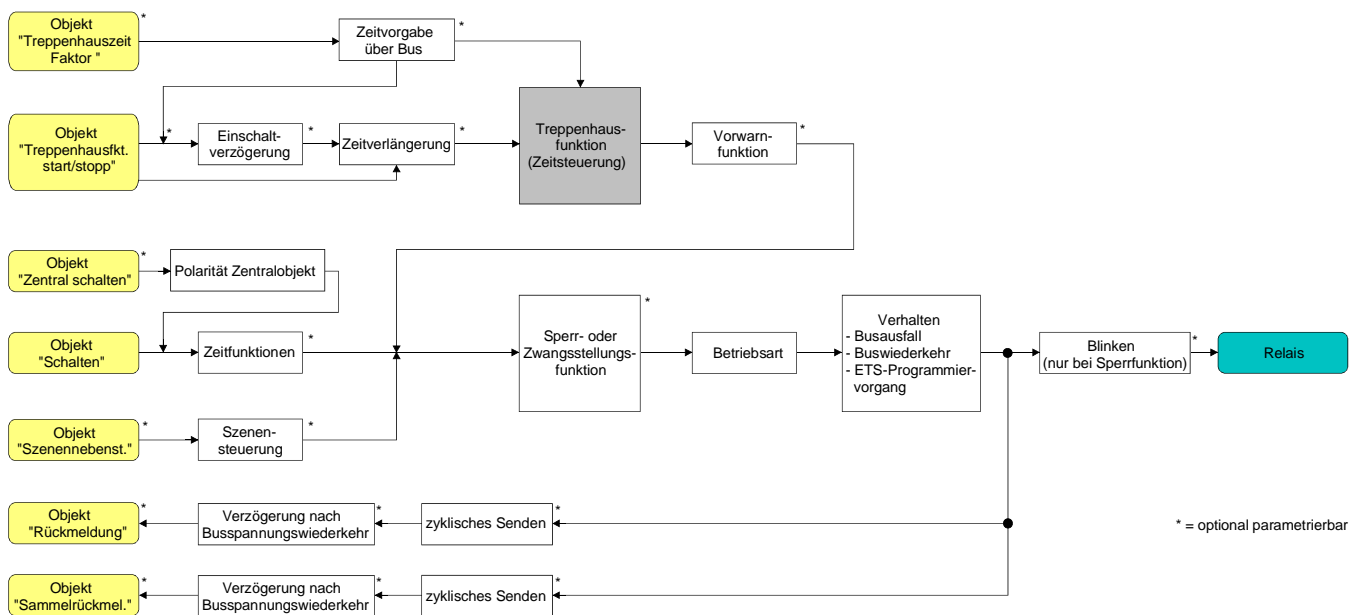 Objekt
"Treppenhauszeit
Faktor "
*
Zeitvorgabe
über Bus
*
Objekt
"Treppenhausfkt.
start/stopp"
*
Einschalt-
verzögerung
*
Zeitverlängerung
*
Treppenhaus-
funktion
(Zeitsteuerung)
Vorwarn-
funktion
*
Objekt
"Zentral schalten"
*
Polarität Zentralobjekt
Objekt
"Schalten"
Zeitfunktionen
*
Sperr- oder
Zwangsstellungs-
funktion
*
Betriebsart
Verhalten
- Busausfall
- Buswiederkehr
- ETS-Programmier-
vorgang
Blinken
(nur bei Sperrfunktion)
*
Relais
Objekt
"Szenennebenst."
*
Szenen-
steuerung
*
Objekt
"Rückmeldung"
*
Verzögerung nach
Busspannungswiederkehr
*
zyklisches Senden
*
* = optional parametrierbar
Objekt
"Sammelrückmel."
*
Verzögerung nach
Busspannungswiederkehr
*
zyklisches Senden
*